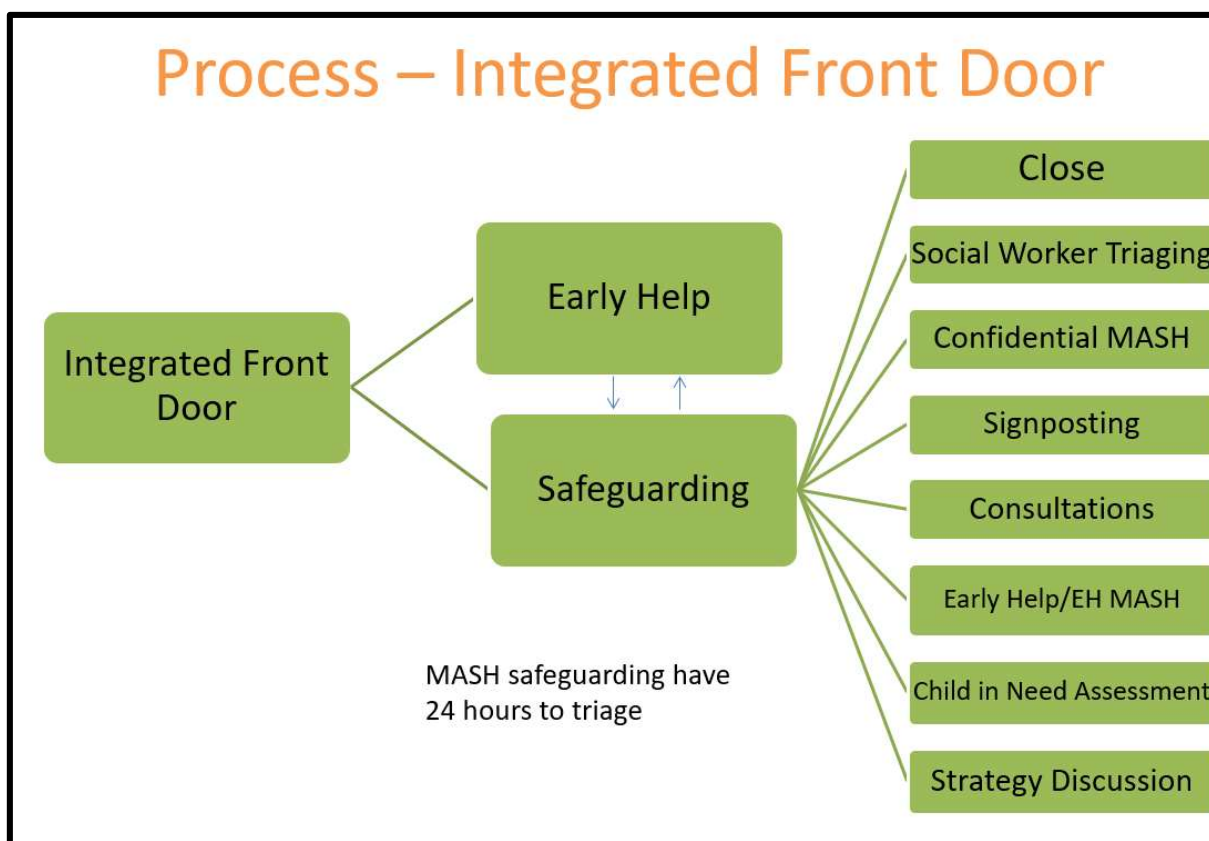 Process – Integrated Front Door
Integrated Front
Door
Early Help
Safeguarding
MASH safeguarding have
24 hours to triage
Close
Social Worker Triaging
Confidential MASH
Signposting
Consultations
Early Help/EH MASH
Child in Need Assessment
Strategy Discussion